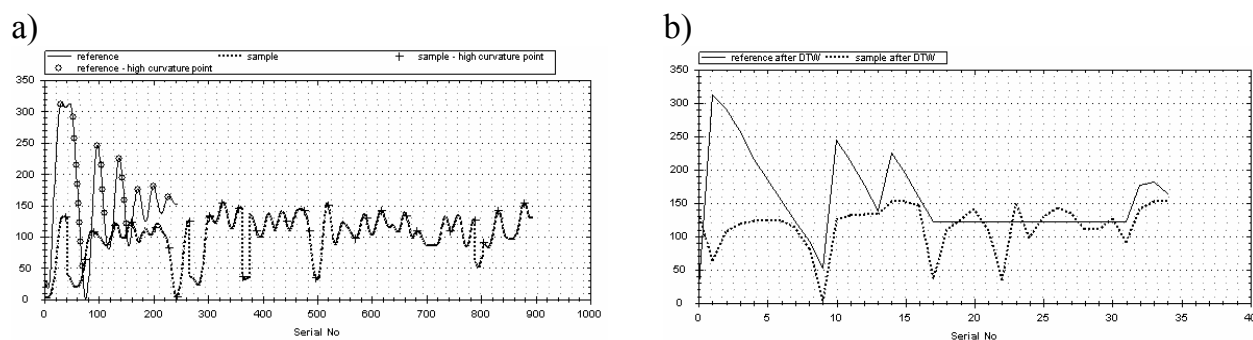 a)
reference sample sample - high curvature point
reference - high curvature point
350
300
250
200
150
100
50
0
0 100 200 300 400 500 600 700 800 900 1000
Serial No
b)
reference after DTW sample after DTW
350
300
250
200
150
100
50
0
0 5 10 15 20 25 30 35 40
Serial No